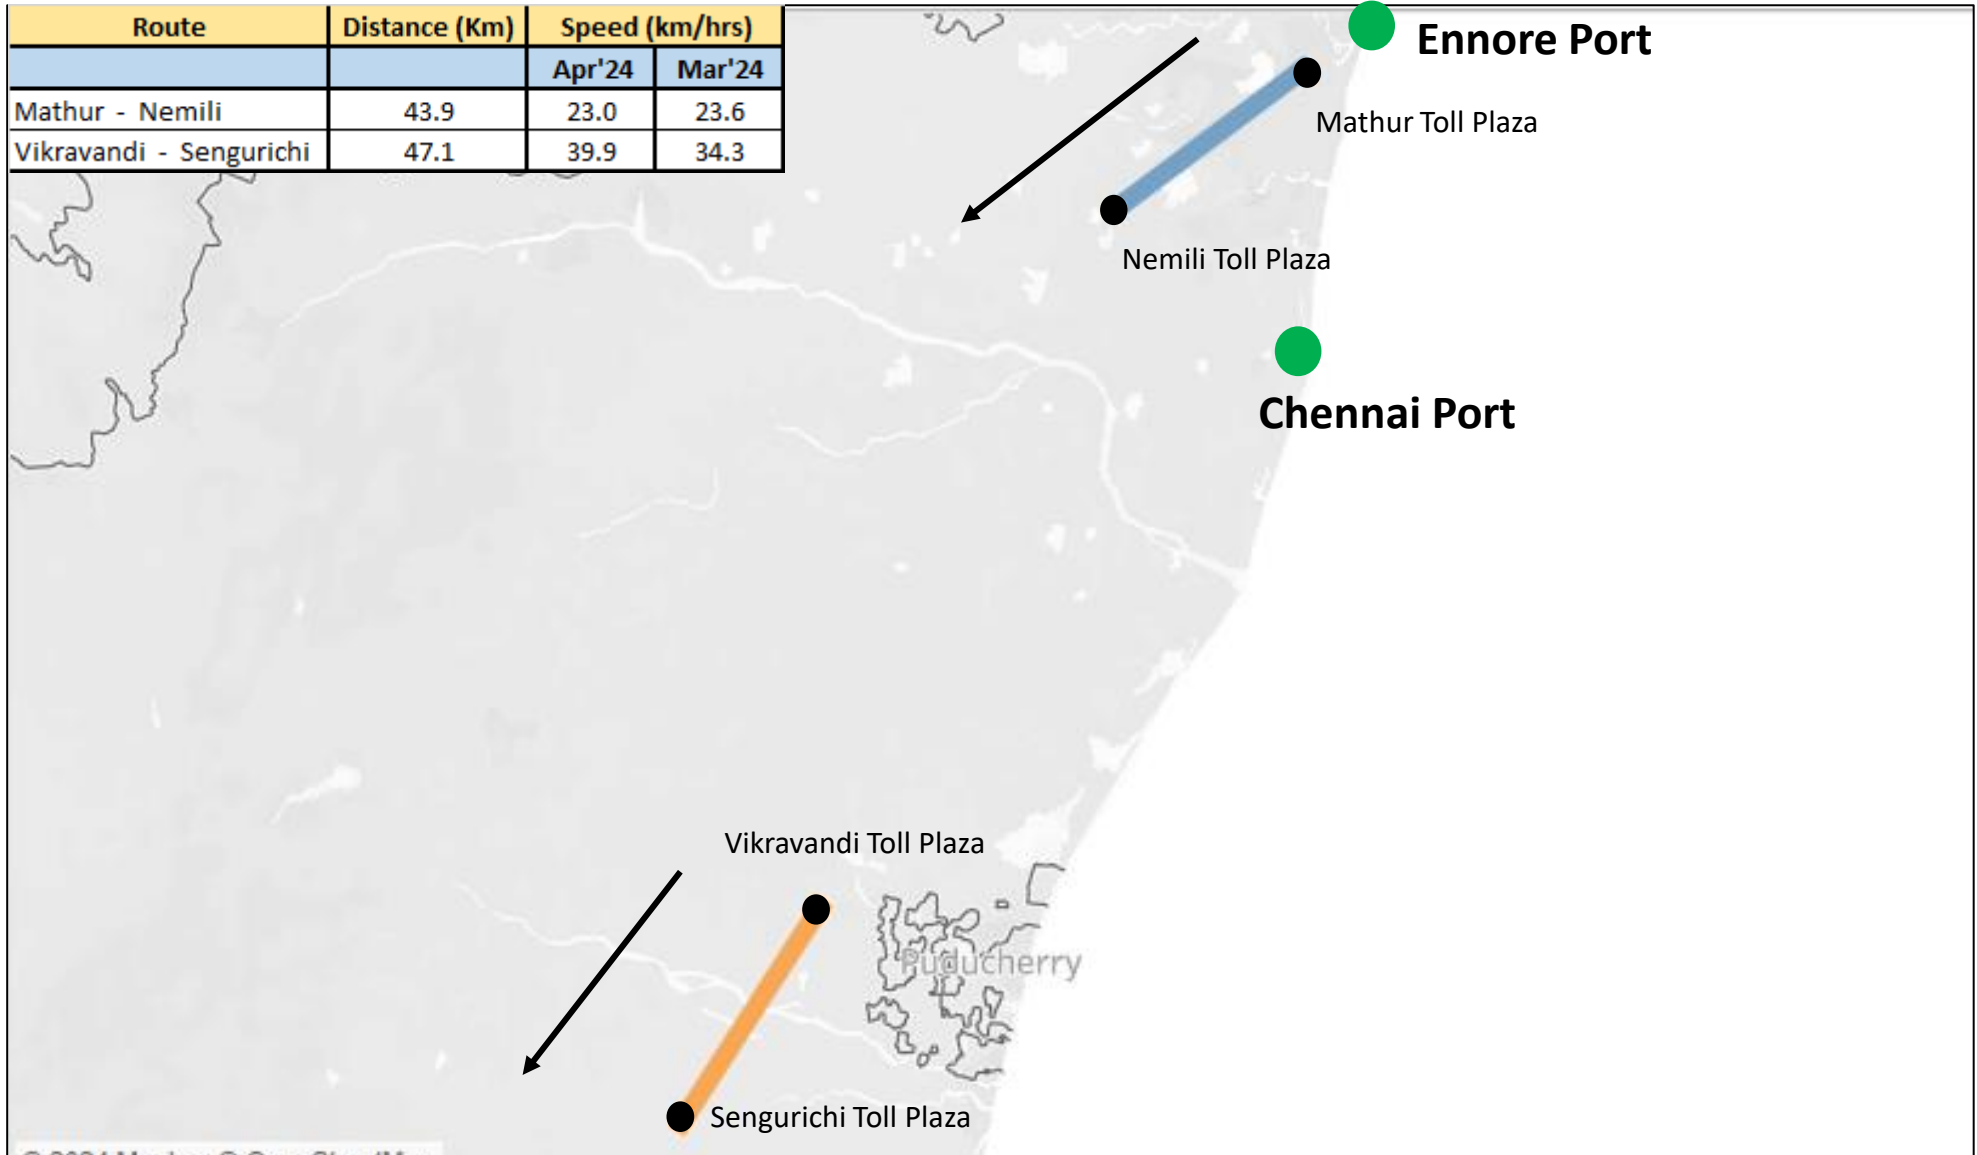 Route Distance (Km) Speed (km/hrs)
Apr'24 Mar'24
Mathur - Nemili 43.9 23.0 23.6
Vikravandi - Sengurichi 47.1 39.9 34.3
Ennore Port
Mathur Toll Plaza
Nemili Toll Plaza
Chennai Port
Vikravandi Toll Plaza
Puducherry
Sengurichi Toll Plaza